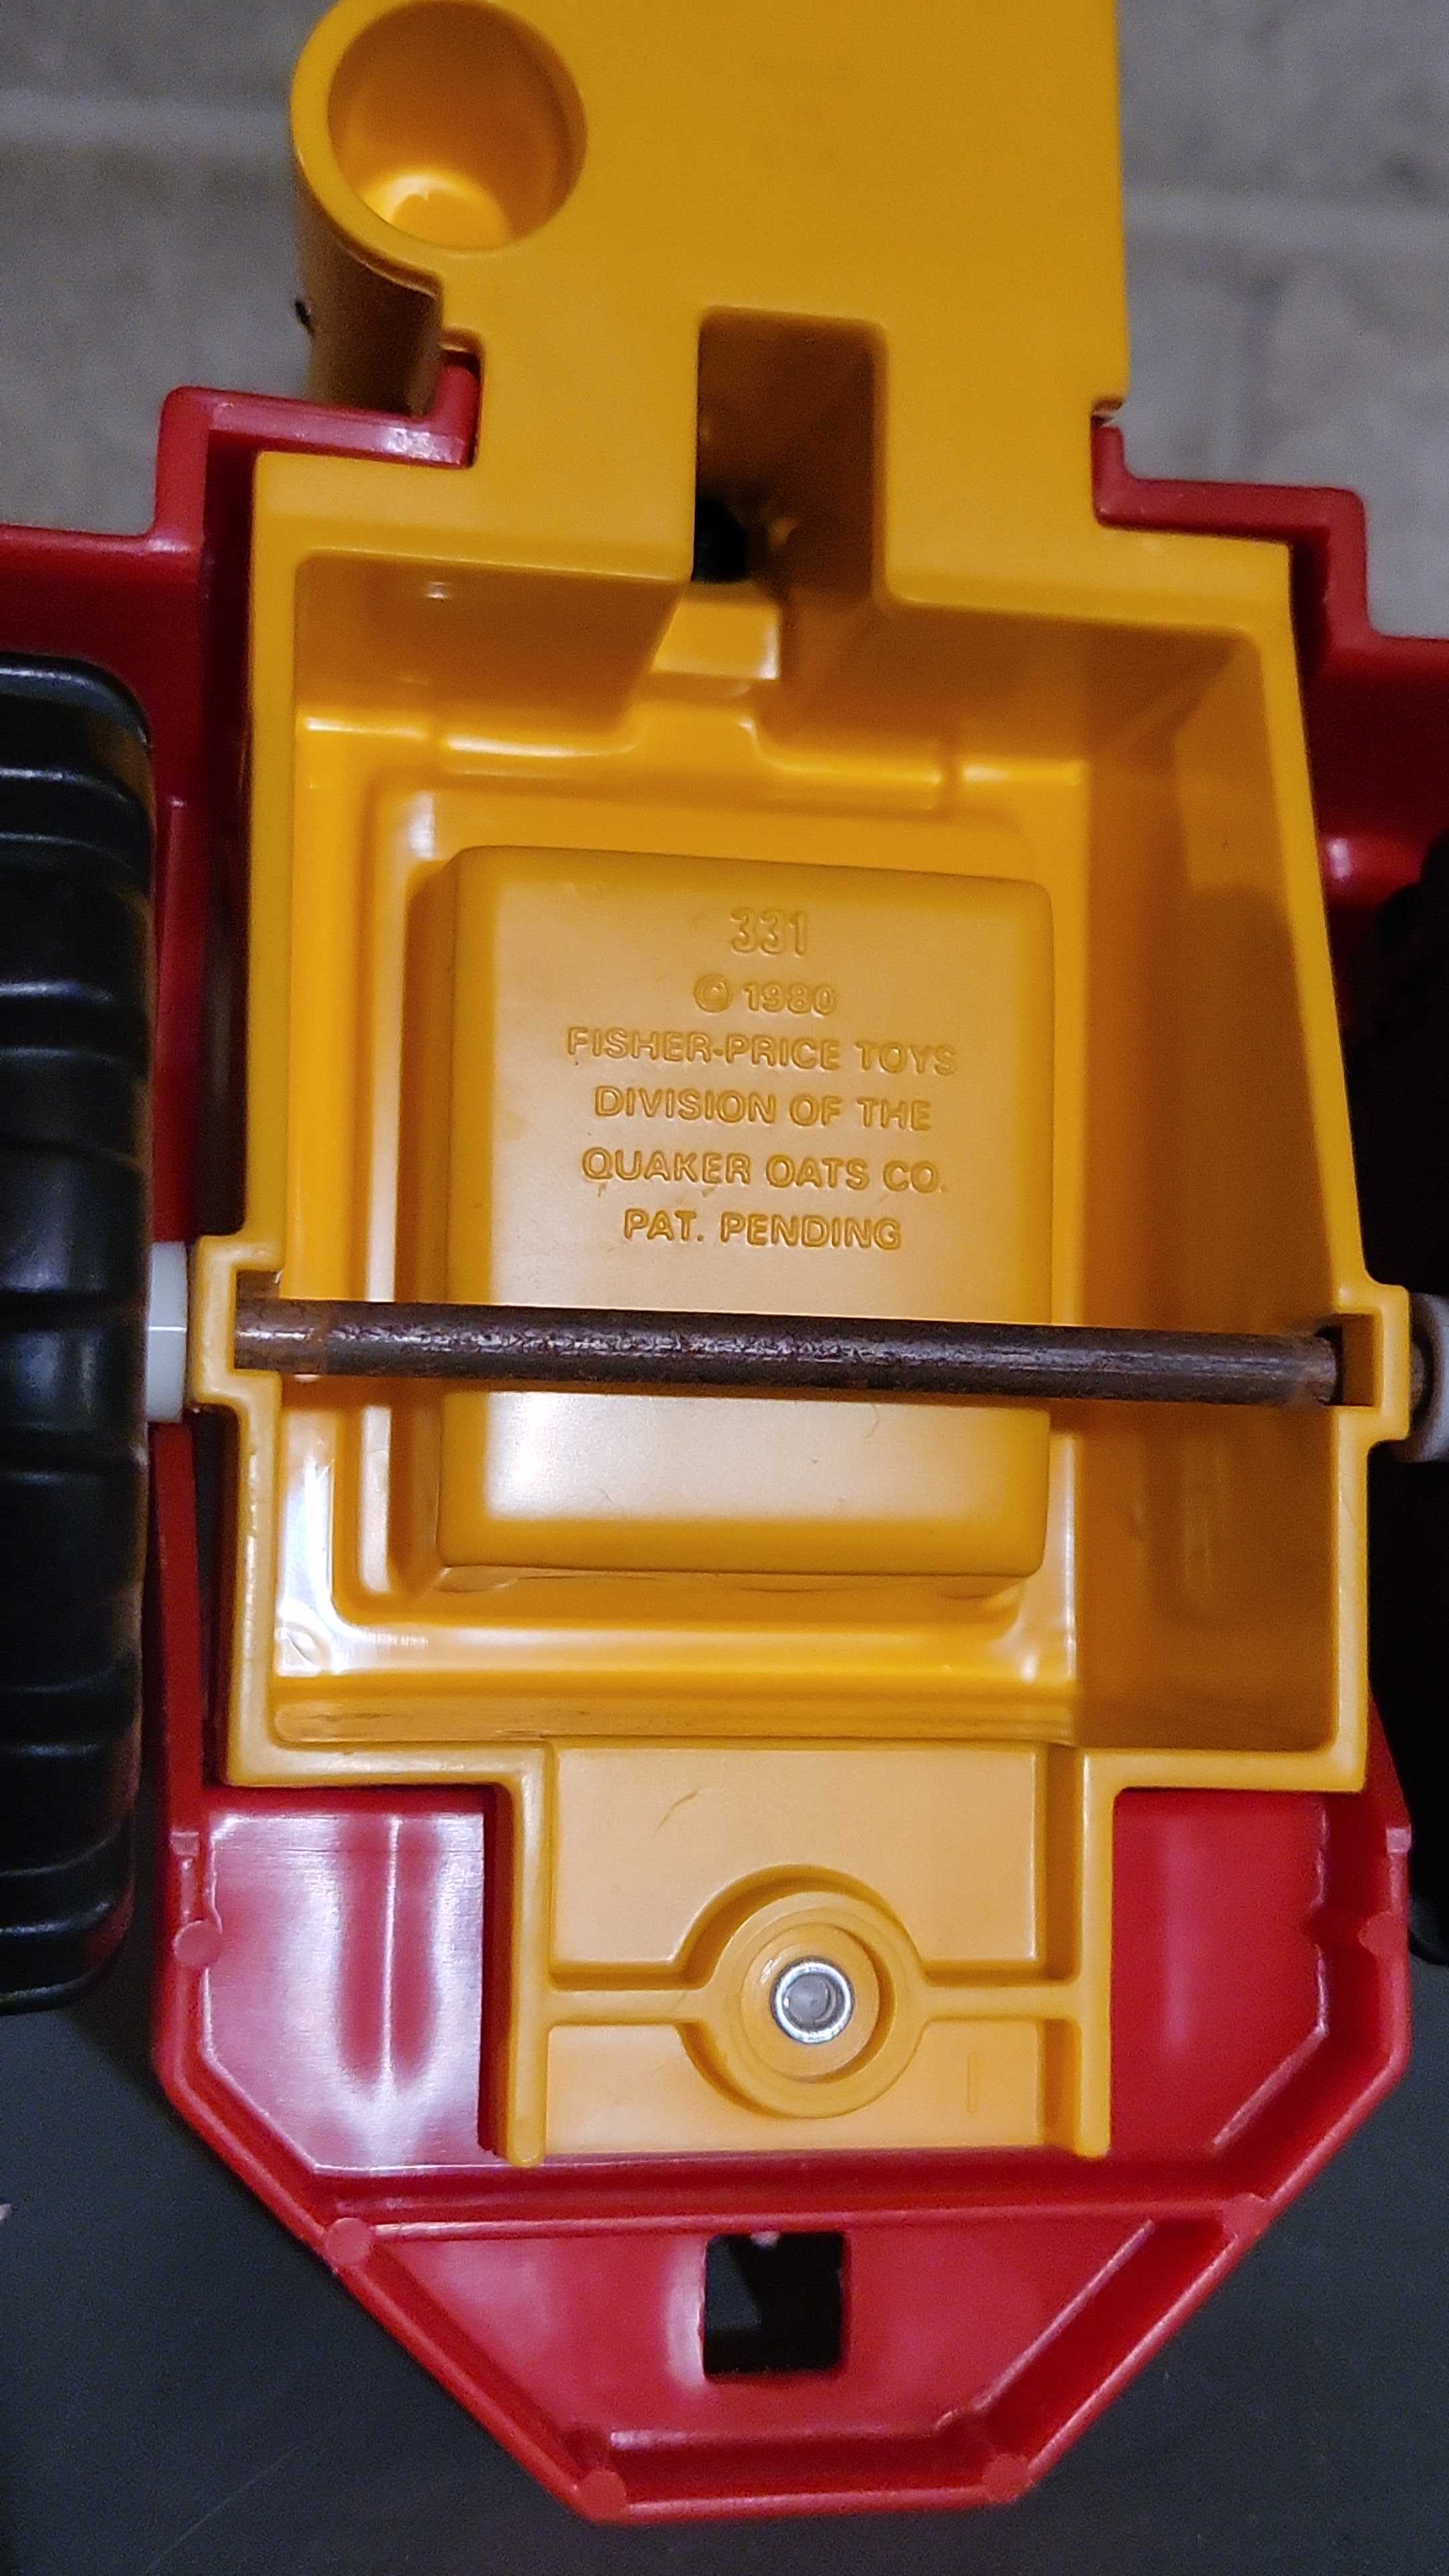 331
© 1980
FISHER-PRICE TOYS
DIVISION OF THE
QUAKER OATS CO.
PAT. PENDING